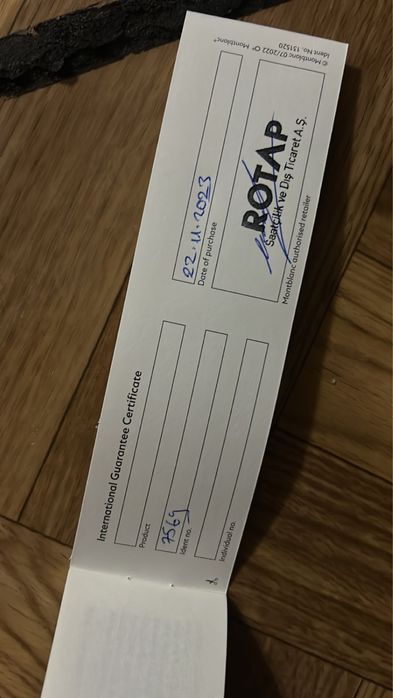 International Guarantee Certificate
Product
7569
Ident no.
Individual no.
22.11.2023
Date of purchase
ROTAP
Saatçilik ve Dış Ticaret A.Ş.
Montblanc authorised retailer
© Montblanc 07/2022 OF Montblanc®
Ident No. 131520